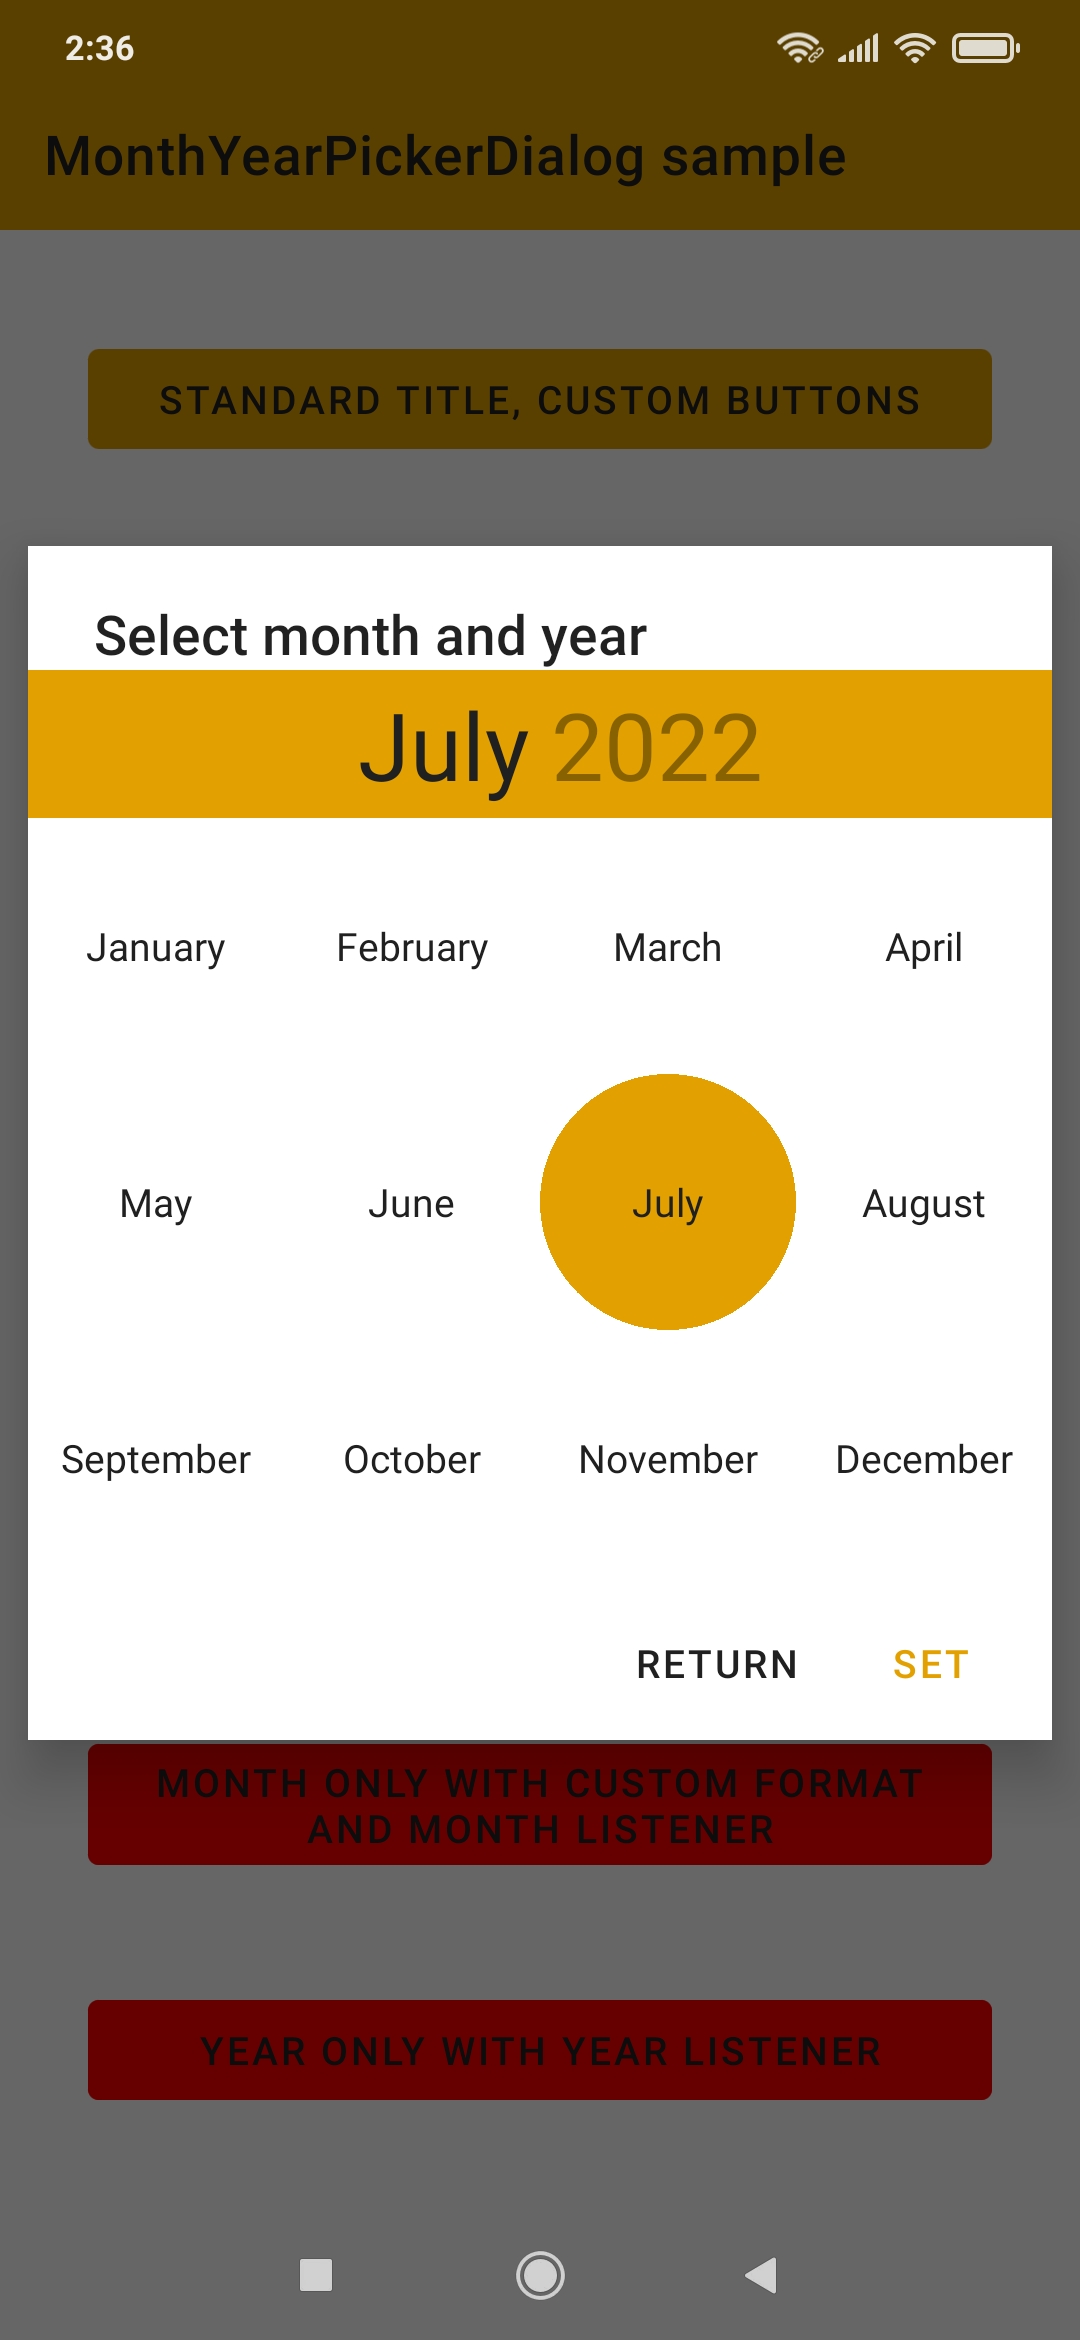 2:36
MonthYearPickerDialog sample
STANDARD TITLE, CUSTOM BUTTONS
Select month and year
July 2022
January February March April
May June July August
September October November December
RETURN SET
MONTH ONLY WITH CUSTOM FORMAT
AND MONTH LISTENER
YEAR ONLY WITH YEAR LISTENER